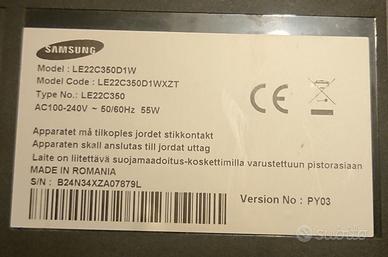 SAMSUNG
Model : LE22C350D1W
Model Code : LE22C350D1WXZT
Type No.: LE22C350
AC100-240V ~ 50/60Hz 55W
CE
Apparatet må tilkoples jordet stikkontakt
Apparaten skall anslutas till jordat uttag
Laite on liitettävä suojamaadoitus-koskettimilla varustettuun pistorasiaan
MADE IN ROMANIA
S/N : B24N34XZA07879L
Version No : PY03
subito